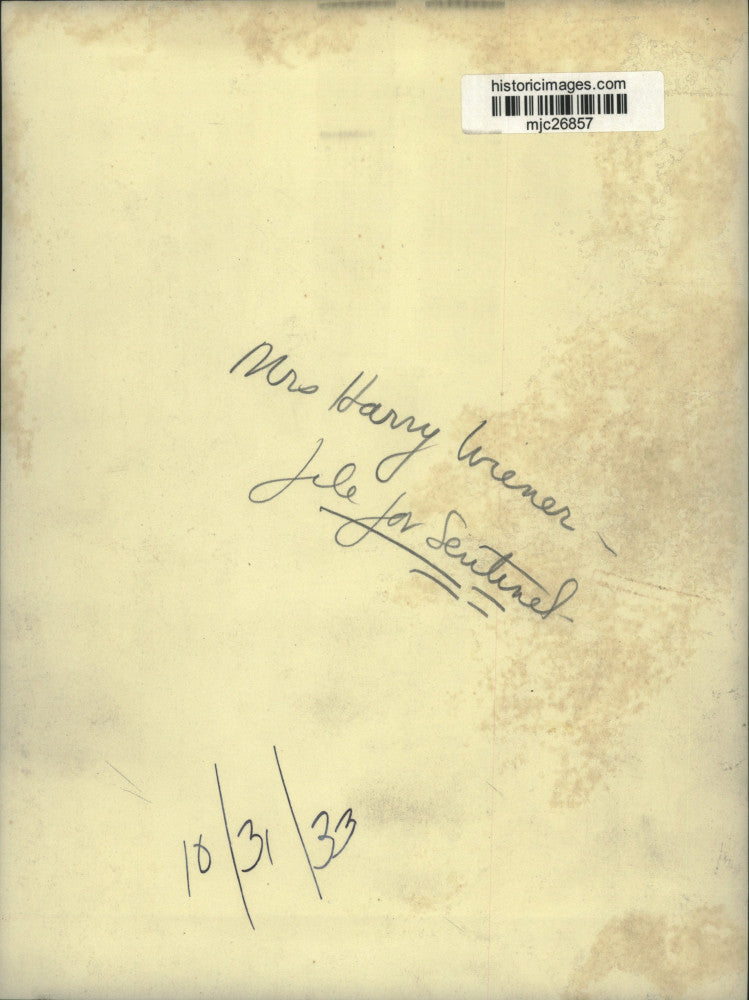 historicimages.com
mjc26857
Mrs Harry Wiener -
file for Sentinel
10/31/33